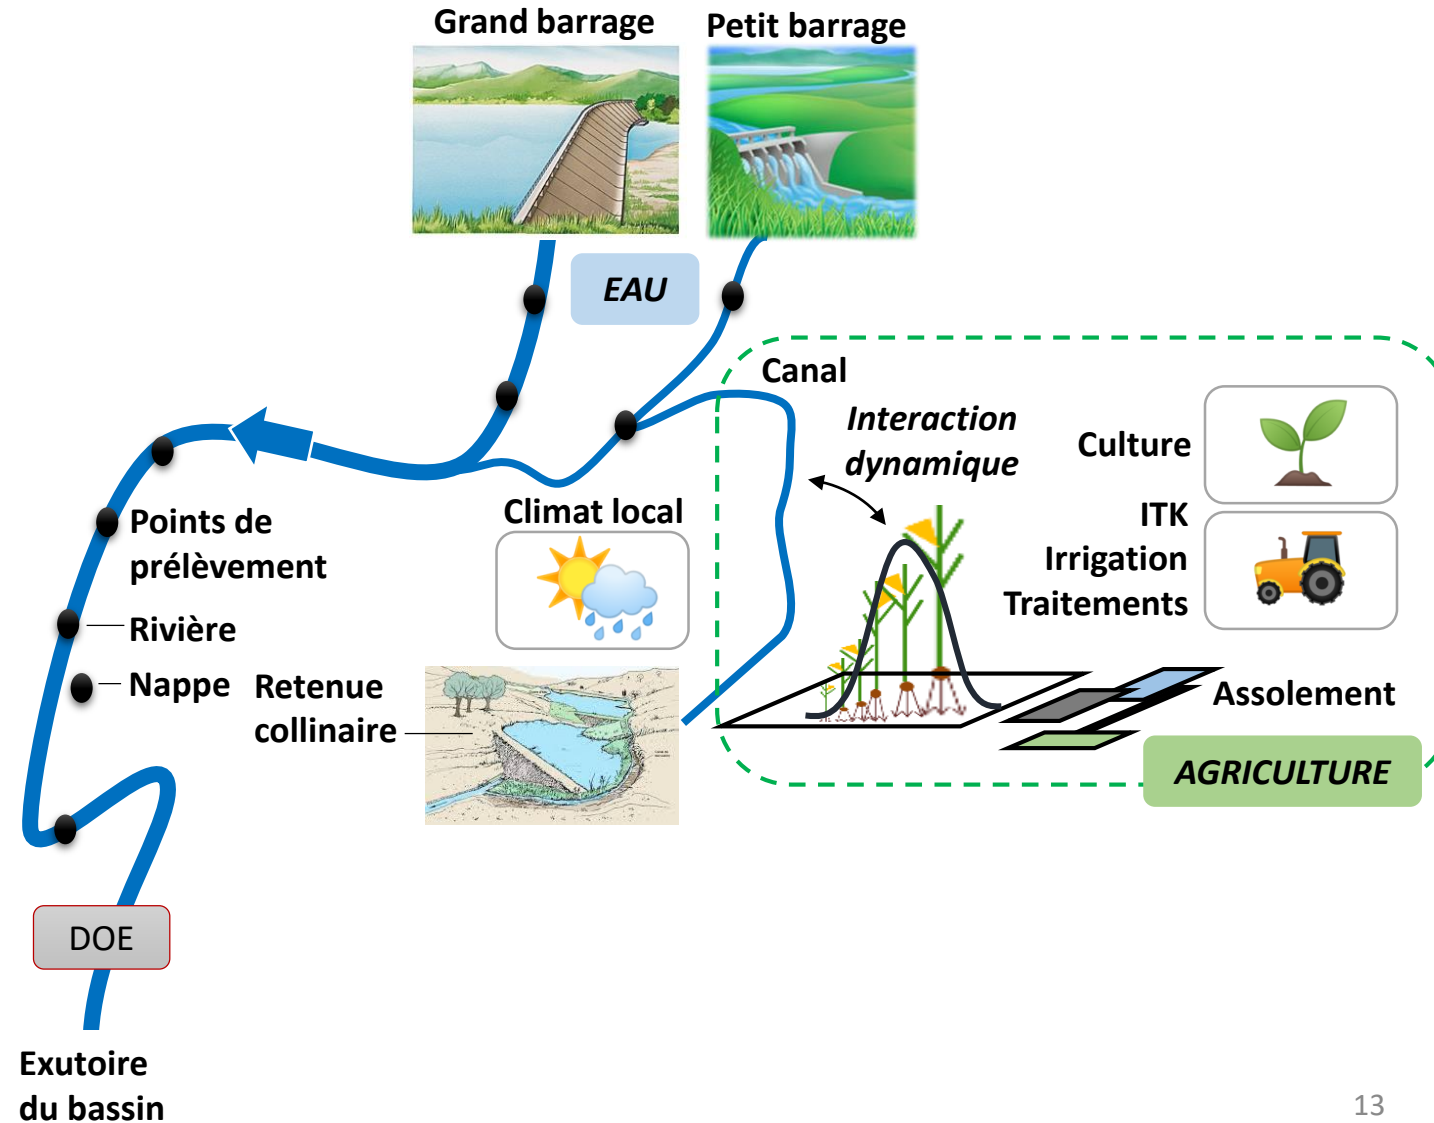 Grand barrage
Petit barrage
EAU
Canal
Interaction
dynamique
Culture
ITK
Irrigation
Traitements
Climat local
Points de
prélèvement
Rivière
Nappe
Retenue
collinaire
Assolement
AGRICULTURE
DOE
Exutoire
du bassin
13